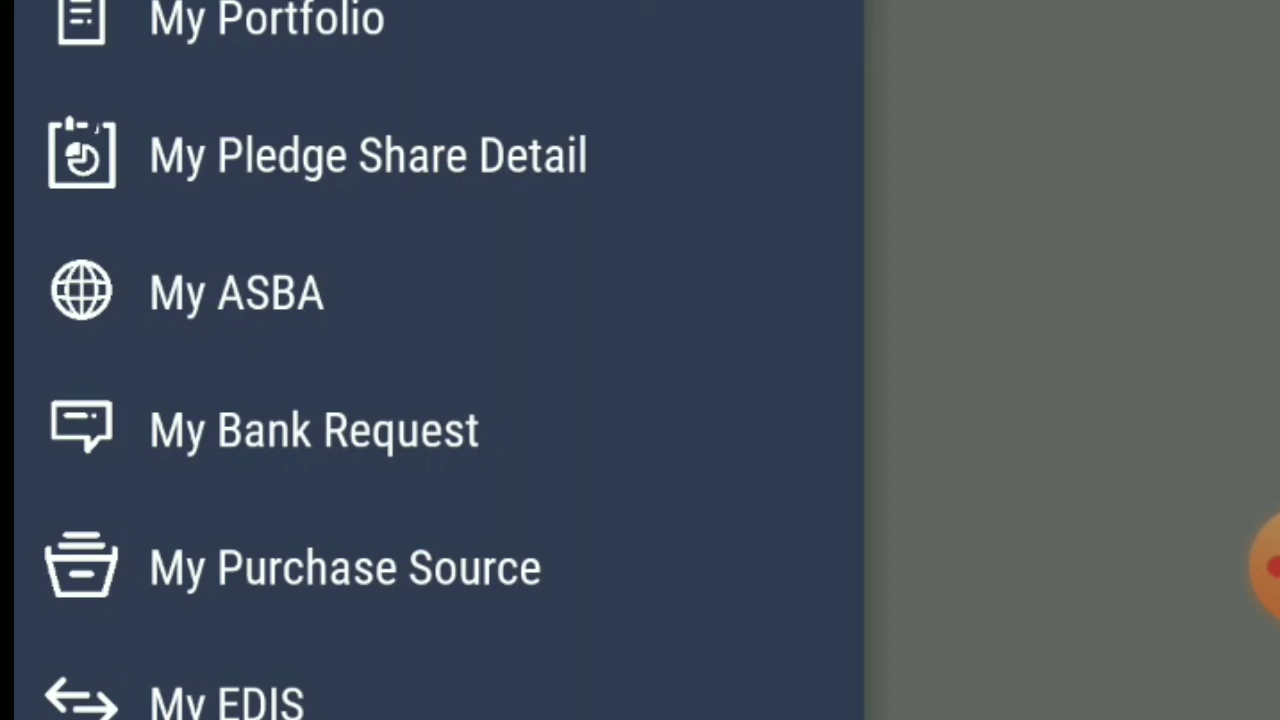 My Portfolio
My Pledge Share Detail
My ASBA
My Bank Request
My Purchase Source
My EDIS